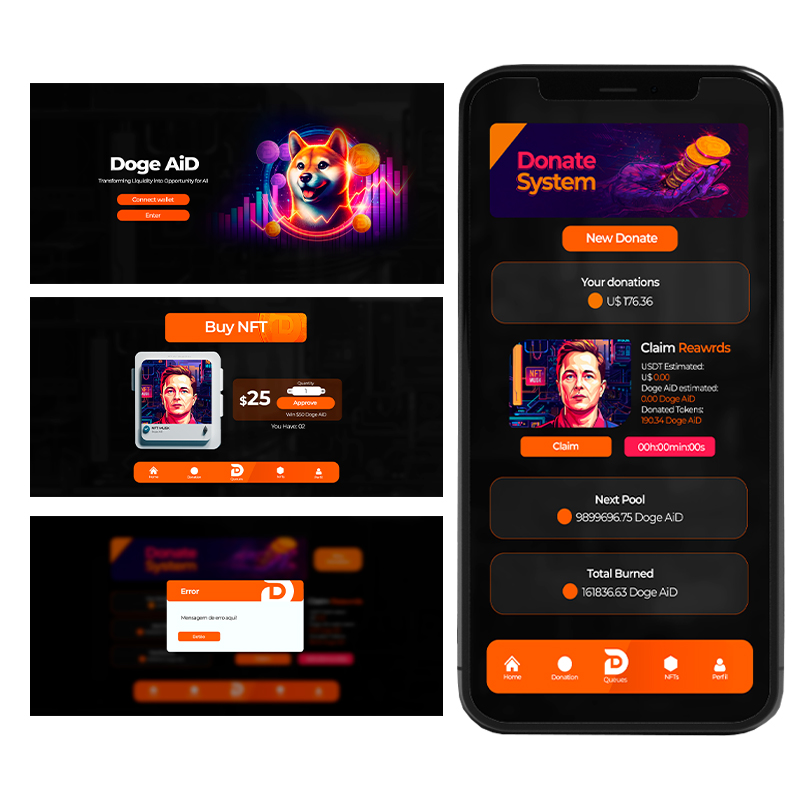 Doge AiD
Transforming Liquidity into Opportunity for All
Connect wallet
Enter
Buy NFT
$25
Quantity
1
Approve
Win $50 Doge AiD
You Have: 02
NFT MUSK
Home
Donation
Queues
NFTs
Perfil
Donate
System
Claim Reawrds
Error
Mensagem de erro aqui!
Donate
System
New Donate
Your donations
U$ 176.36
NFT
MUSK
Claim Reawrds
USDT Estimated:
U$ 0.00
Doge AiD estimated:
0.00 Doge AiD
Donated Tokens:
190.34 Doge AiD
Claim
00h:00min:00s
Next Pool
9899696.75 Doge AiD
Total Burned
161836.63 Doge AiD
Home
Donation
Queues
NFTs
Perfil